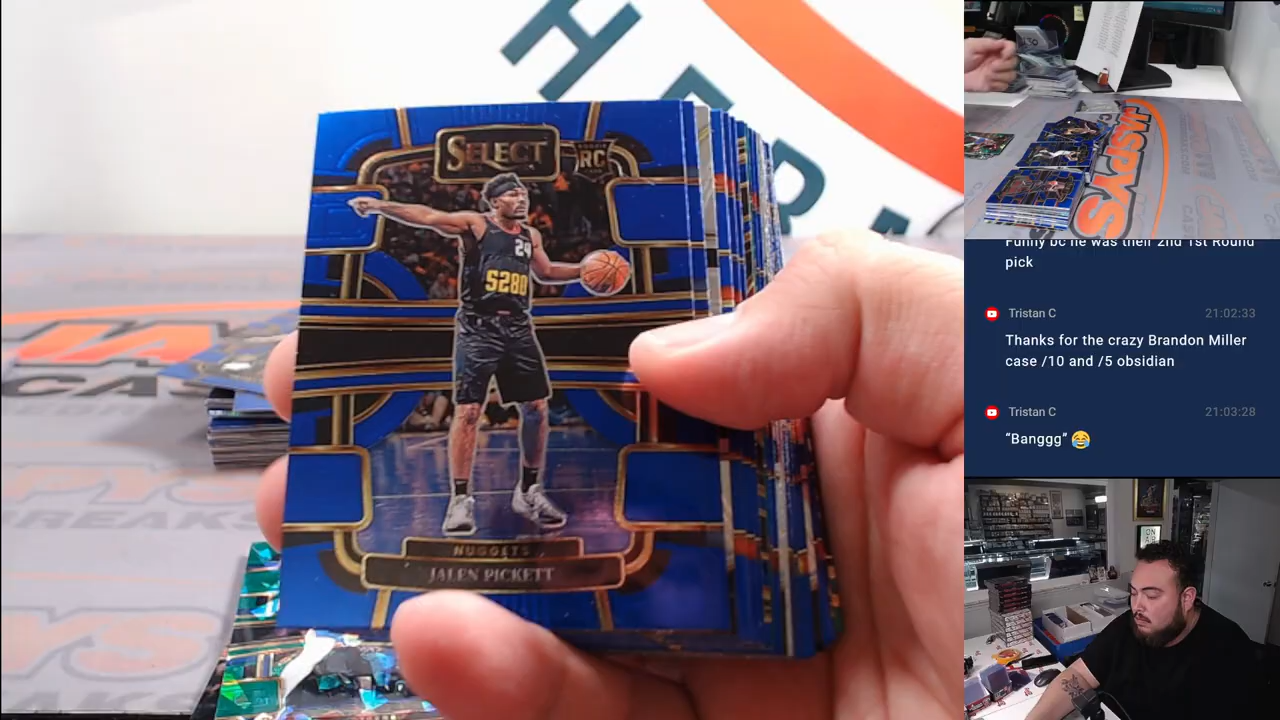 SELECT
RC
24
5280
NUGGETS
JALEN PICKETT
JASPYS
Funny bc he was their 2nd 1st Round
pick
Tristan C 21:02:33
Thanks for the crazy Brandon Miller
case /10 and /5 obsidian
Tristan C 21:03:28
“Banggg” 😂